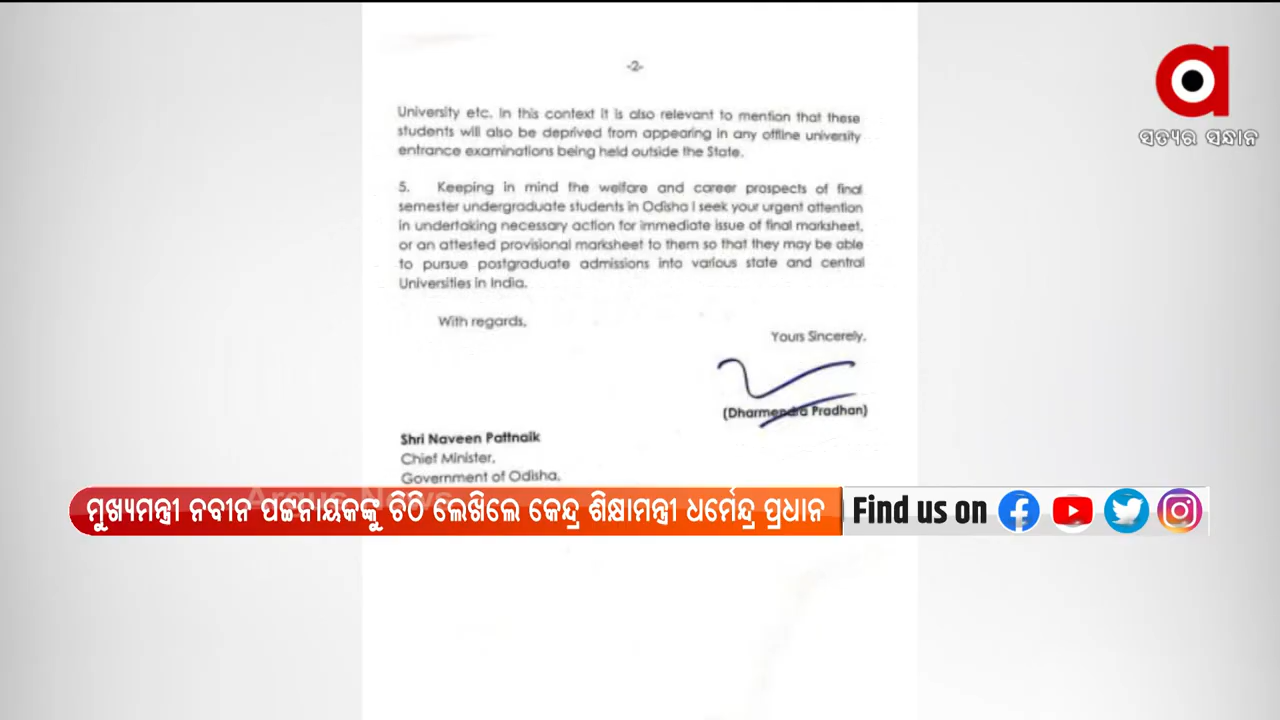 -2-
University etc. In this context it is also relevant to mention that these
students will also be deprived from appearing in any offline university
entrance examinations being held outside the State.
5. Keeping in mind the welfare and career prospects of final
semester undergraduate students in Odisha I seek your urgent attention
in undertaking necessary action for immediate issue of final marksheet,
or an attested provisional marksheet to them so that they may be able
to pursue postgraduate admissions into various state and central
Universities in India.
With regards,
Yours Sincerely,
(Dharmendra Pradhan)
Shri Naveen Pattnaik
Chief Minister,
Government of Odisha,
ସତ୍ୟର ସନ୍ଧାନ
Argus News
ମୁଖ୍ୟମନ୍ତ୍ରୀ ନବୀନ ପଟ୍ଟନାୟକଙ୍କୁ ଚିଠି ଲେଖିଲେ କେନ୍ଦ୍ର ଶିକ୍ଷାମନ୍ତ୍ରୀ ଧର୍ମେନ୍ଦ୍ର ପ୍ରଧାନ
Find us on